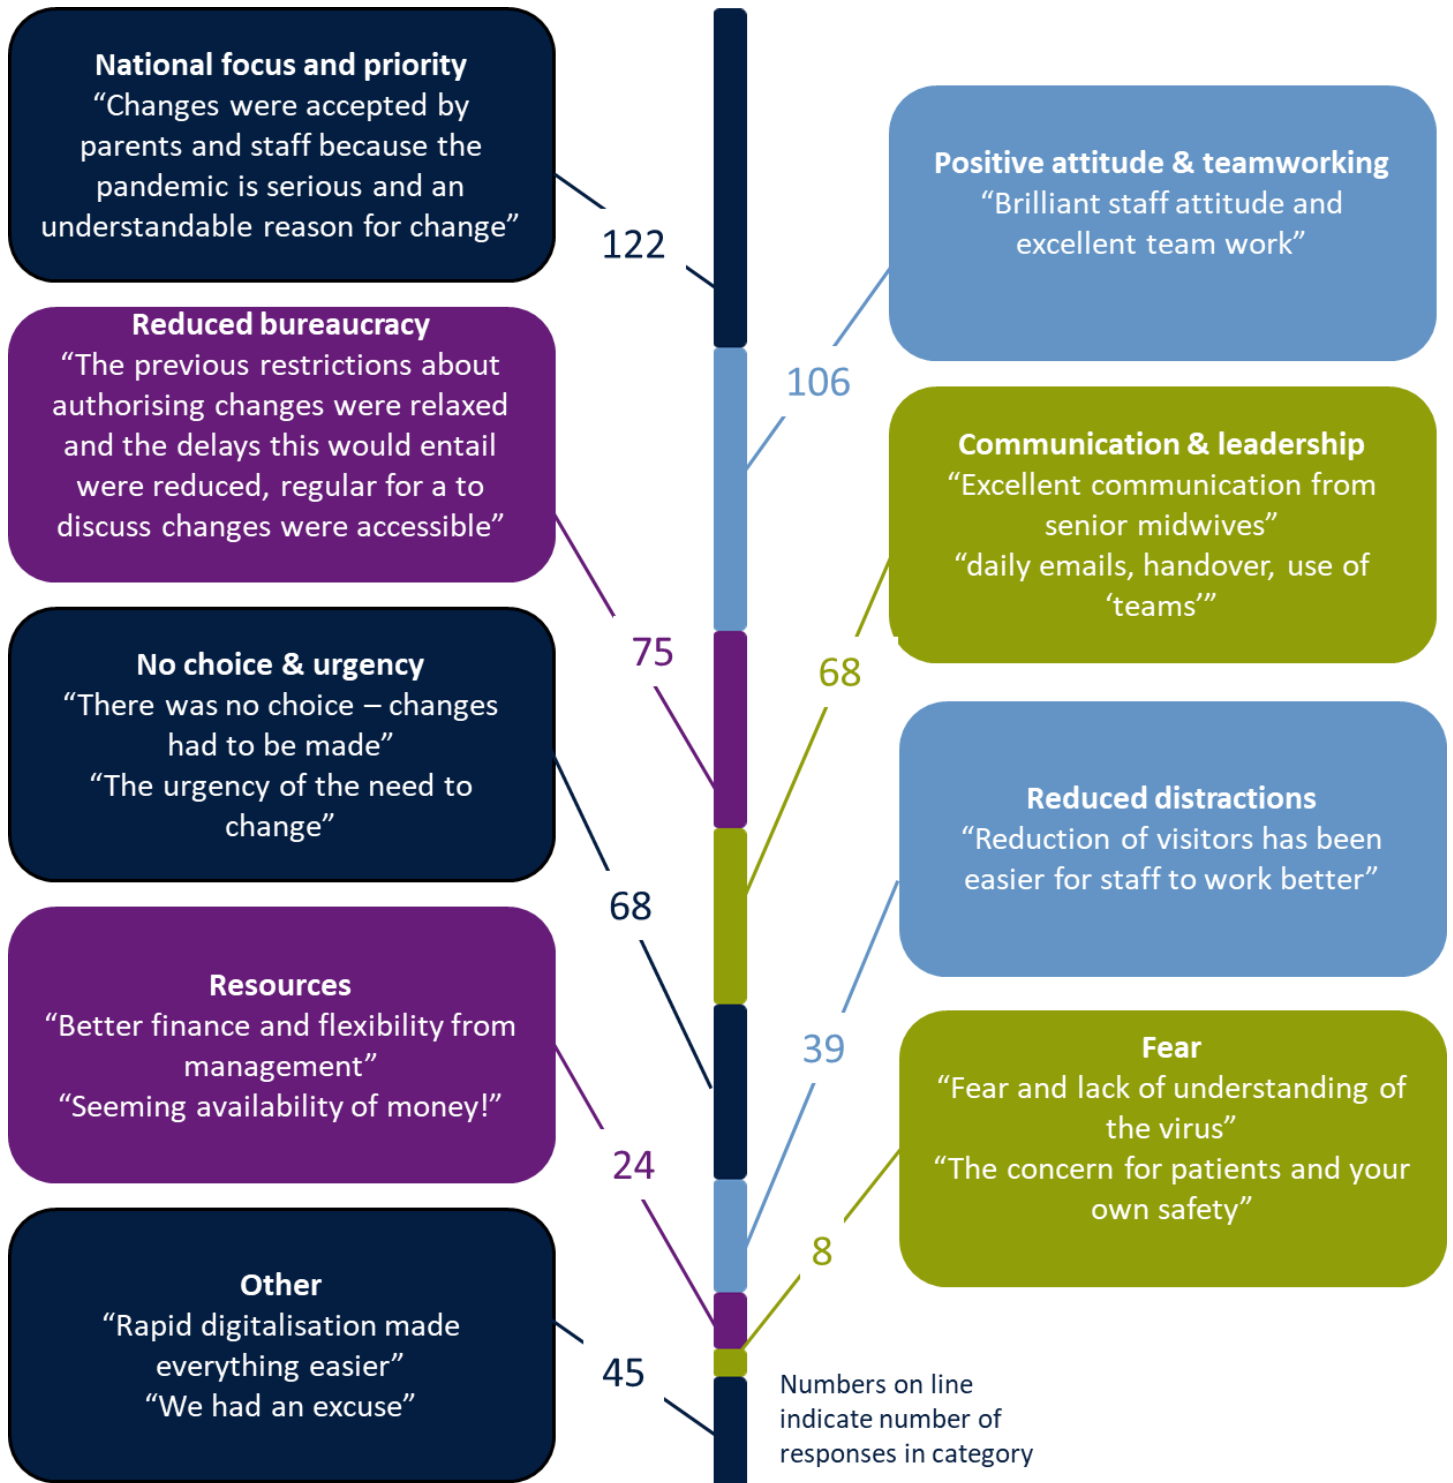 National focus and priority
“Changes were accepted by
parents and staff because the
pandemic is serious and an
understandable reason for change”
122
Positive attitude & teamworking
“Brilliant staff attitude and
excellent team work”
106
Reduced bureaucracy
“The previous restrictions about
authorising changes were relaxed
and the delays this would entail
were reduced, regular for a to
discuss changes were accessible”
75
Communication & leadership
“Excellent communication from
senior midwives”
“daily emails, handover, use of
‘teams’”
68
No choice & urgency
“There was no choice – changes
had to be made”
“The urgency of the need to
change”
68
Reduced distractions
“Reduction of visitors has been
easier for staff to work better”
39
Resources
“Better finance and flexibility from
management”
“Seeming availability of money!”
24
Fear
“Fear and lack of understanding of
the virus”
“The concern for patients and your
own safety”
8
Other
“Rapid digitalisation made
everything easier”
“We had an excuse”
45
Numbers on line
indicate number of
responses in category